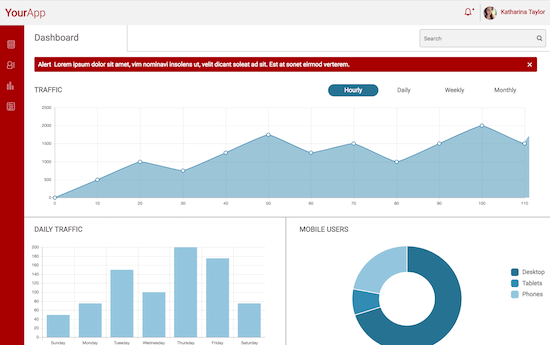 YourApp
Katharina Taylor
Dashboard
Search
Alert Lorem ipsum dolor sit amet, vim nominavi insolens ut, velit dicant soleat ad sit. Est at sonet eirmod verterem.
TRAFFIC
Hourly
Daily
Weekly
Monthly
2500
2000
1500
1000
500
0
0 10 20 30 40 50 60 70 80 90 100 110
DAILY TRAFFIC
200
180
160
140
120
100
80
60
40
20
0
Sunday Monday Tuesday Wednesday Thursday Friday Saturday
MOBILE USERS
Desktop
Tablets
Phones